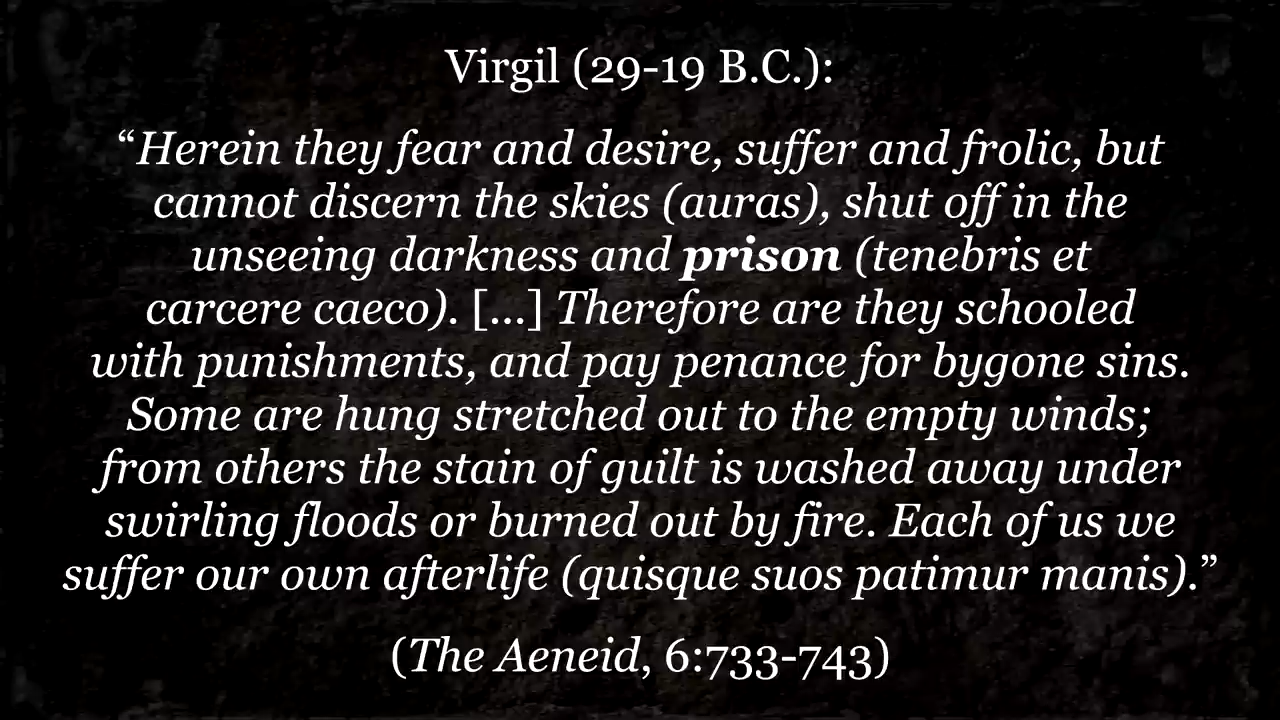 Virgil (29-19 B.C.):
“Herein they fear and desire, suffer and frolic, but
cannot discern the skies (auras), shut off in the
unseeing darkness and prison (tenebris et
carcere caeco). [...] Therefore are they schooled
with punishments, and pay penance for bygone sins.
Some are hung stretched out to the empty winds;
from others the stain of guilt is washed away under
swirling floods or burned out by fire. Each of us we
suffer our own afterlife (quisque suos patimur manis).”
(The Aeneid, 6:733-743)